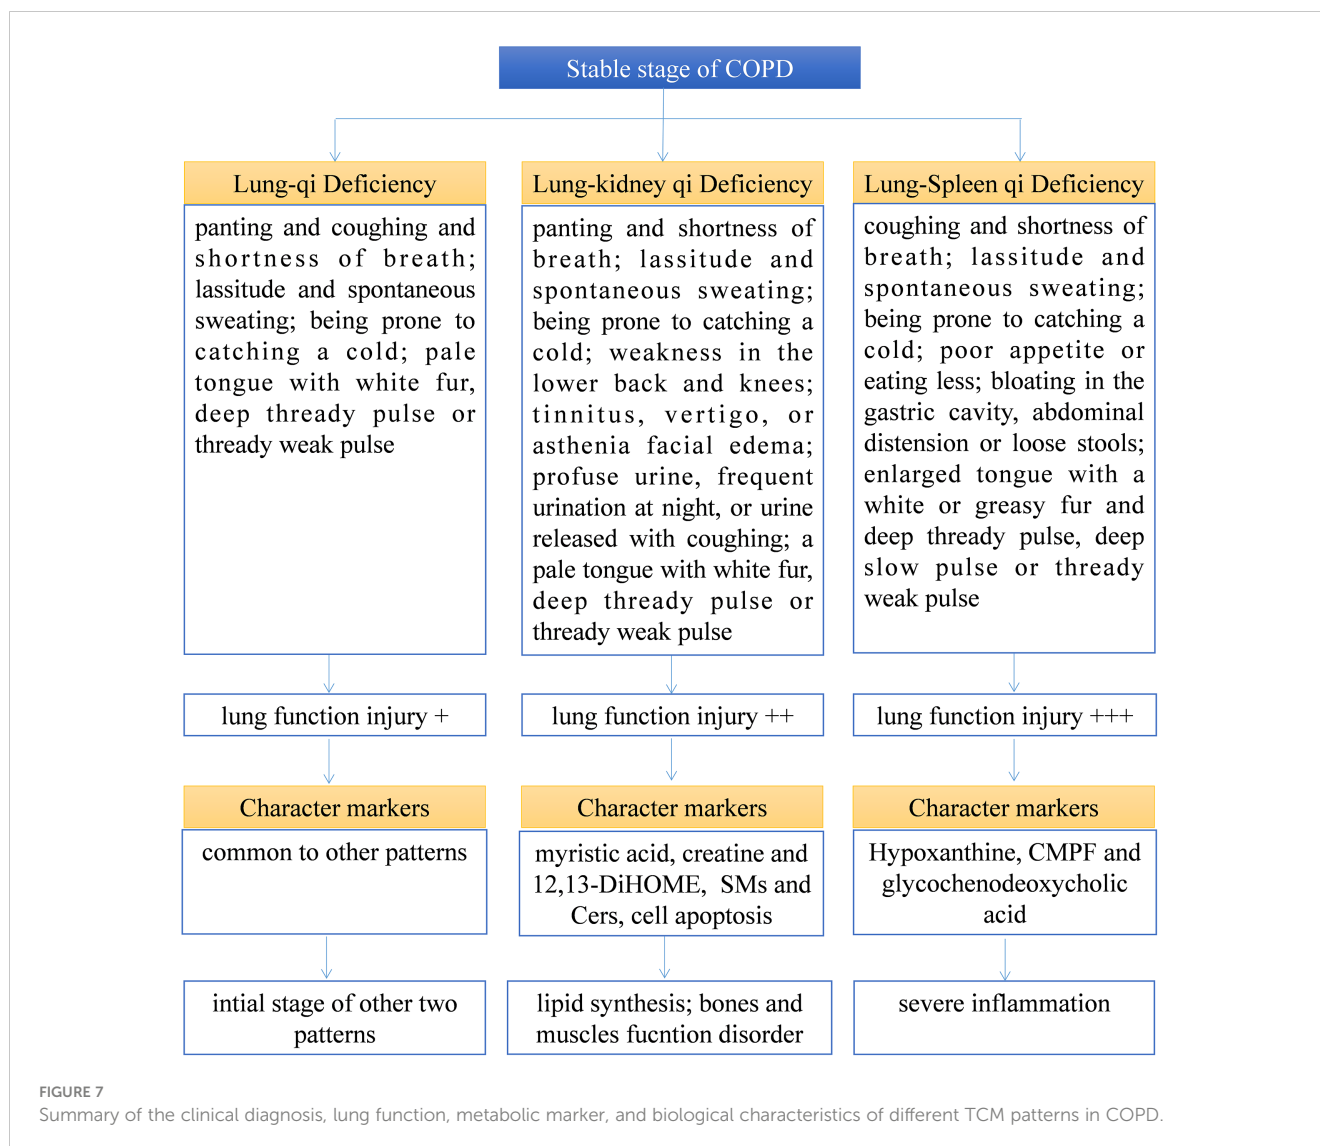 Stable stage of COPD
Lung-qi Deficiency
panting and coughing and
shortness of breath;
lassitude and spontaneous
sweating; being prone to
catching a cold; pale
tongue with white fur,
deep thready pulse or
thready weak pulse
lung function injury +
Character markers
common to other patterns
intial stage of other two
patterns
Lung-kidney qi Deficiency
panting and shortness of
breath; lassitude and
spontaneous sweating;
being prone to catching a
cold; weakness in the
lower back and knees;
tinnitus, vertigo, or
asthenia facial edema;
profuse urine, frequent
urination at night, or urine
released with coughing; a
pale tongue with white fur,
deep thready pulse or
thready weak pulse
lung function injury ++
Character markers
myristic acid, creatine and
12,13-DiHOME, SMs and
Cers, cell apoptosis
lipid synthesis; bones and
muscles fucntion disorder
Lung-Spleen qi Deficiency
coughing and shortness of
breath; lassitude and
spontaneous sweating;
being prone to catching a
cold; poor appetite or
eating less; bloating in the
gastric cavity, abdominal
distension or loose stools;
enlarged tongue with a
white or greasy fur and
deep thready pulse, deep
slow pulse or thready
weak pulse
lung function injury +++
Character markers
Hypoxanthine, CMPF and
glycochenodeoxycholic
acid
severe inflammation
FIGURE 7
Summary of the clinical diagnosis, lung function, metabolic marker, and biological characteristics of different TCM patterns in COPD.